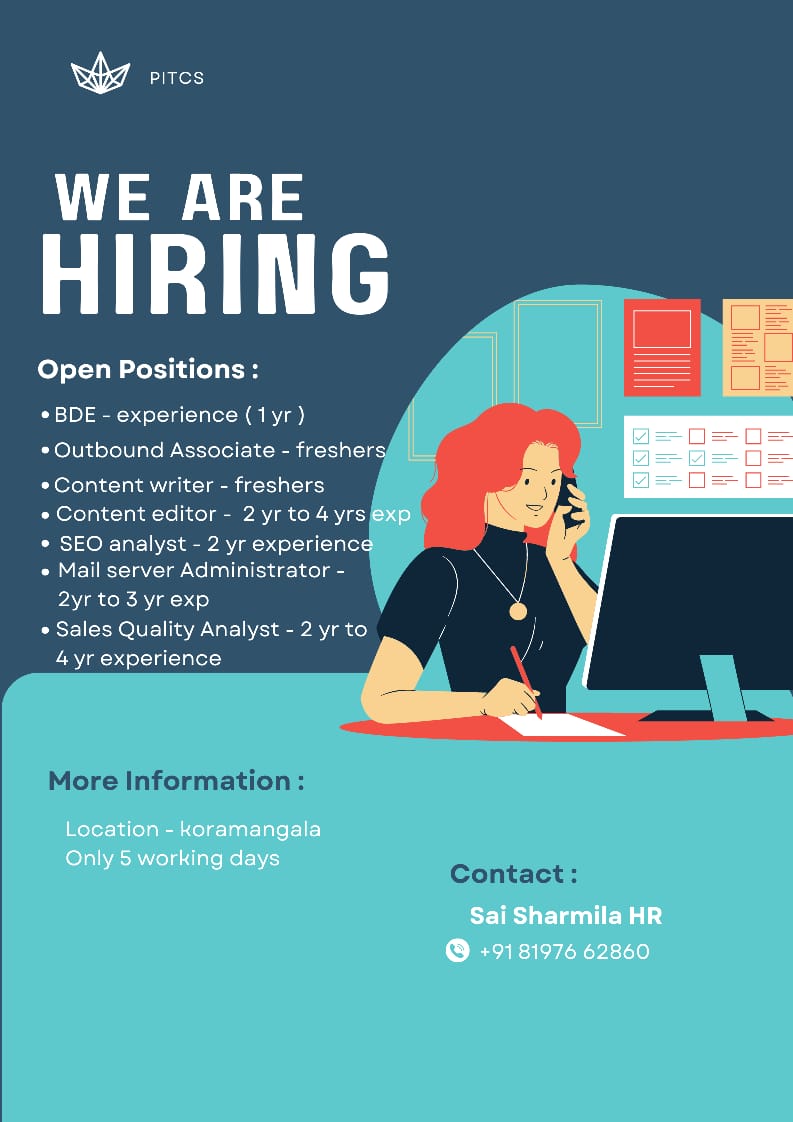 PITCS
WE ARE
HIRING
Open Positions :
• BDE - experience ( 1 yr )
• Outbound Associate - freshers
• Content writer - freshers
• Content editor -  2 yr to 4 yrs exp
• SEO analyst - 2 yr experience
• Mail server Administrator -
2yr to 3 yr exp
• Sales Quality Analyst - 2 yr to
4 yr experience
More Information :
Location - koramangala
Only 5 working days
Contact :
Sai Sharmila HR
+91 81976 62860